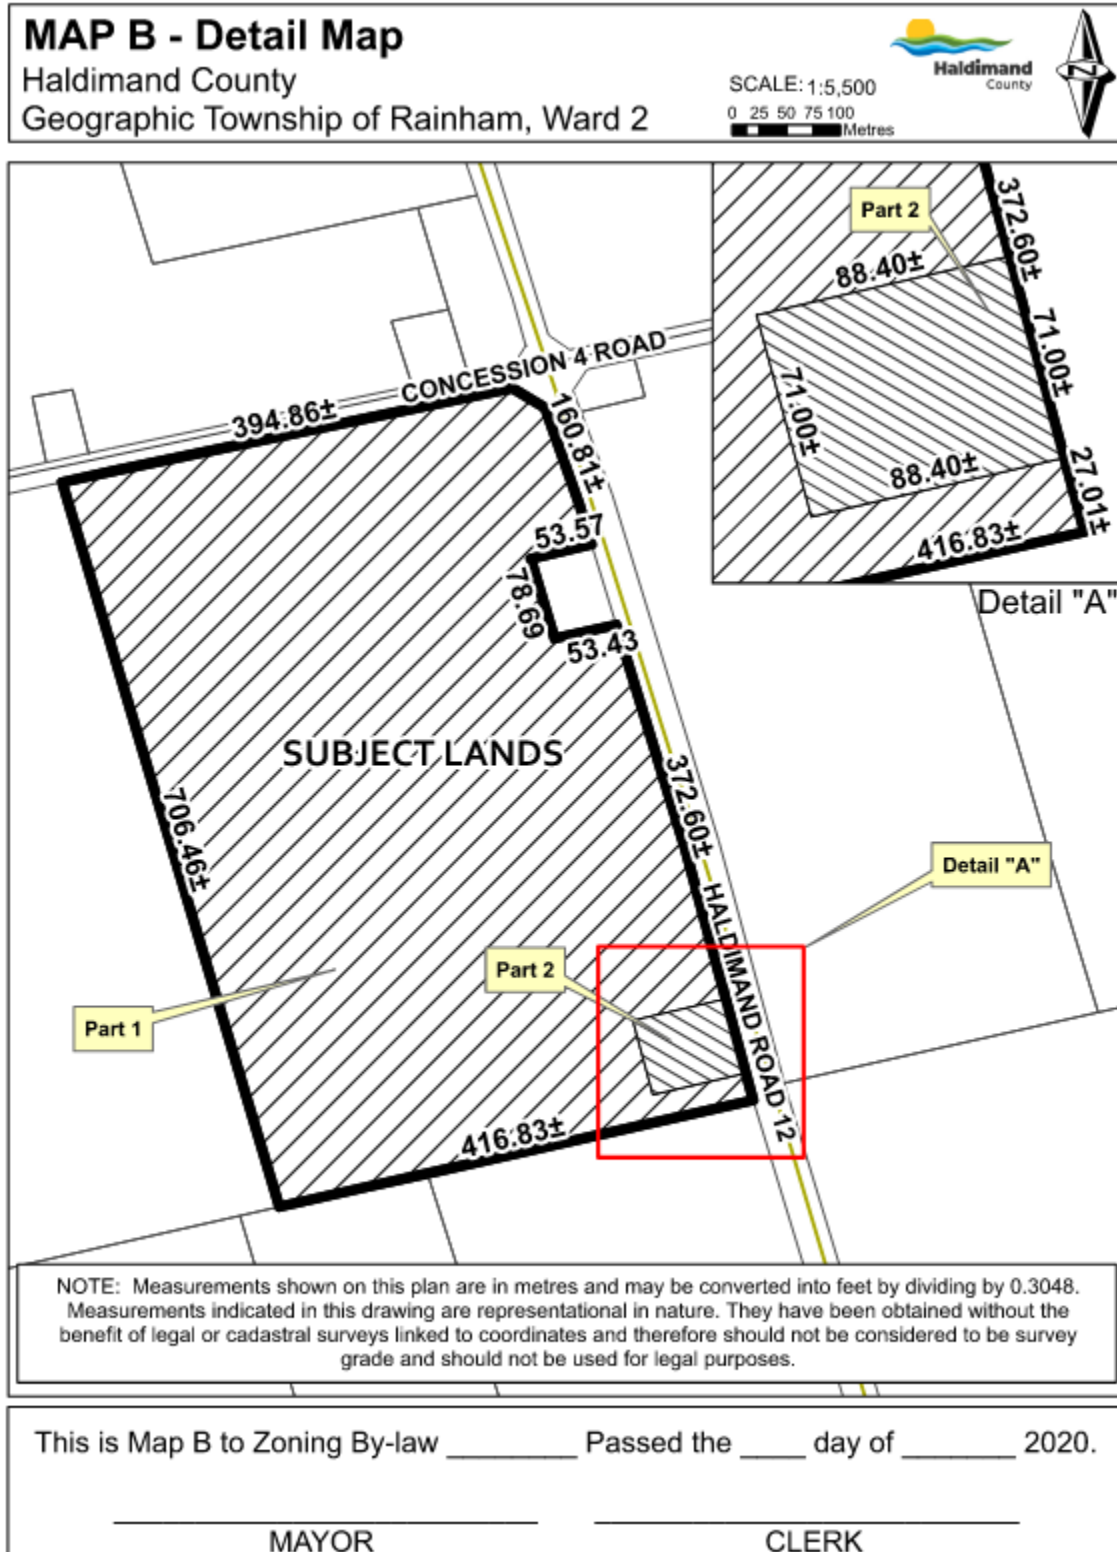 MAP B - Detail Map
Haldimand County
Geographic Township of Rainham, Ward 2
SCALE: 1:5,500
0 25 50 75 100
Metres
Haldimand
County
N
Part 2
372.60±
88.40±
71.00±
71.00±
88.40±
27.01±
416.83±
Detail "A"
CONCESSION 4 ROAD
394.86±
160.81±
53.57
78.69
53.43
SUBJECT LANDS
372.60±
706.46±
HALDIMAND ROAD 12
Detail "A"
Part 2
Part 1
416.83±
NOTE: Measurements shown on this plan are in metres and may be converted into feet by dividing by 0.3048.
Measurements indicated in this drawing are representational in nature. They have been obtained without the
benefit of legal or cadastral surveys linked to coordinates and therefore should not be considered to be survey
grade and should not be used for legal purposes.
This is Map B to Zoning By-law ________ Passed the ____ day of _______ 2020.
MAYOR
CLERK